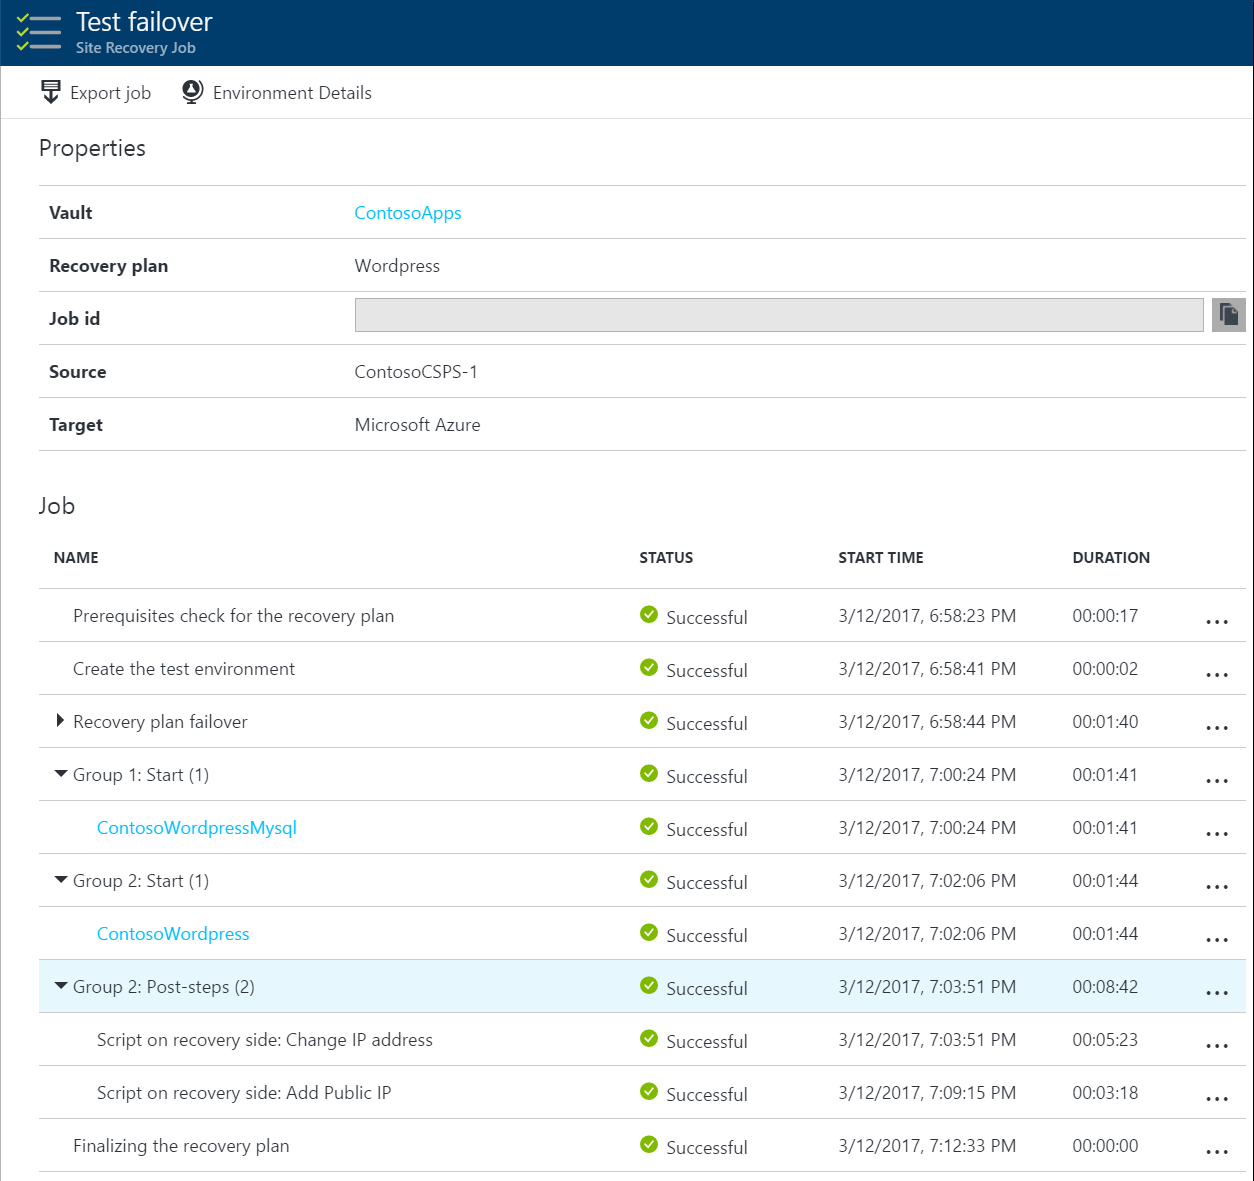 Test failover
Site Recovery Job
Export job Environment Details
Properties
Vault ContosoApps
Recovery plan Wordpress
Job id
Source ContosoCSPS-1
Target Microsoft Azure
Job
NAME STATUS START TIME DURATION
Prerequisites check for the recovery plan Successful 3/12/2017, 6:58:23 PM 00:00:17 ...
Create the test environment Successful 3/12/2017, 6:58:41 PM 00:00:02 ...
Recovery plan failover Successful 3/12/2017, 6:58:44 PM 00:01:40 ...
Group 1: Start (1) Successful 3/12/2017, 7:00:24 PM 00:01:41 ...
ContosoWordpressMysql Successful 3/12/2017, 7:00:24 PM 00:01:41 ...
Group 2: Start (1) Successful 3/12/2017, 7:02:06 PM 00:01:44 ...
ContosoWordpress Successful 3/12/2017, 7:02:06 PM 00:01:44 ...
Group 2: Post-steps (2) Successful 3/12/2017, 7:03:51 PM 00:08:42 ...
Script on recovery side: Change IP address Successful 3/12/2017, 7:03:51 PM 00:05:23 ...
Script on recovery side: Add Public IP Successful 3/12/2017, 7:09:15 PM 00:03:18 ...
Finalizing the recovery plan Successful 3/12/2017, 7:12:33 PM 00:00:00 ...